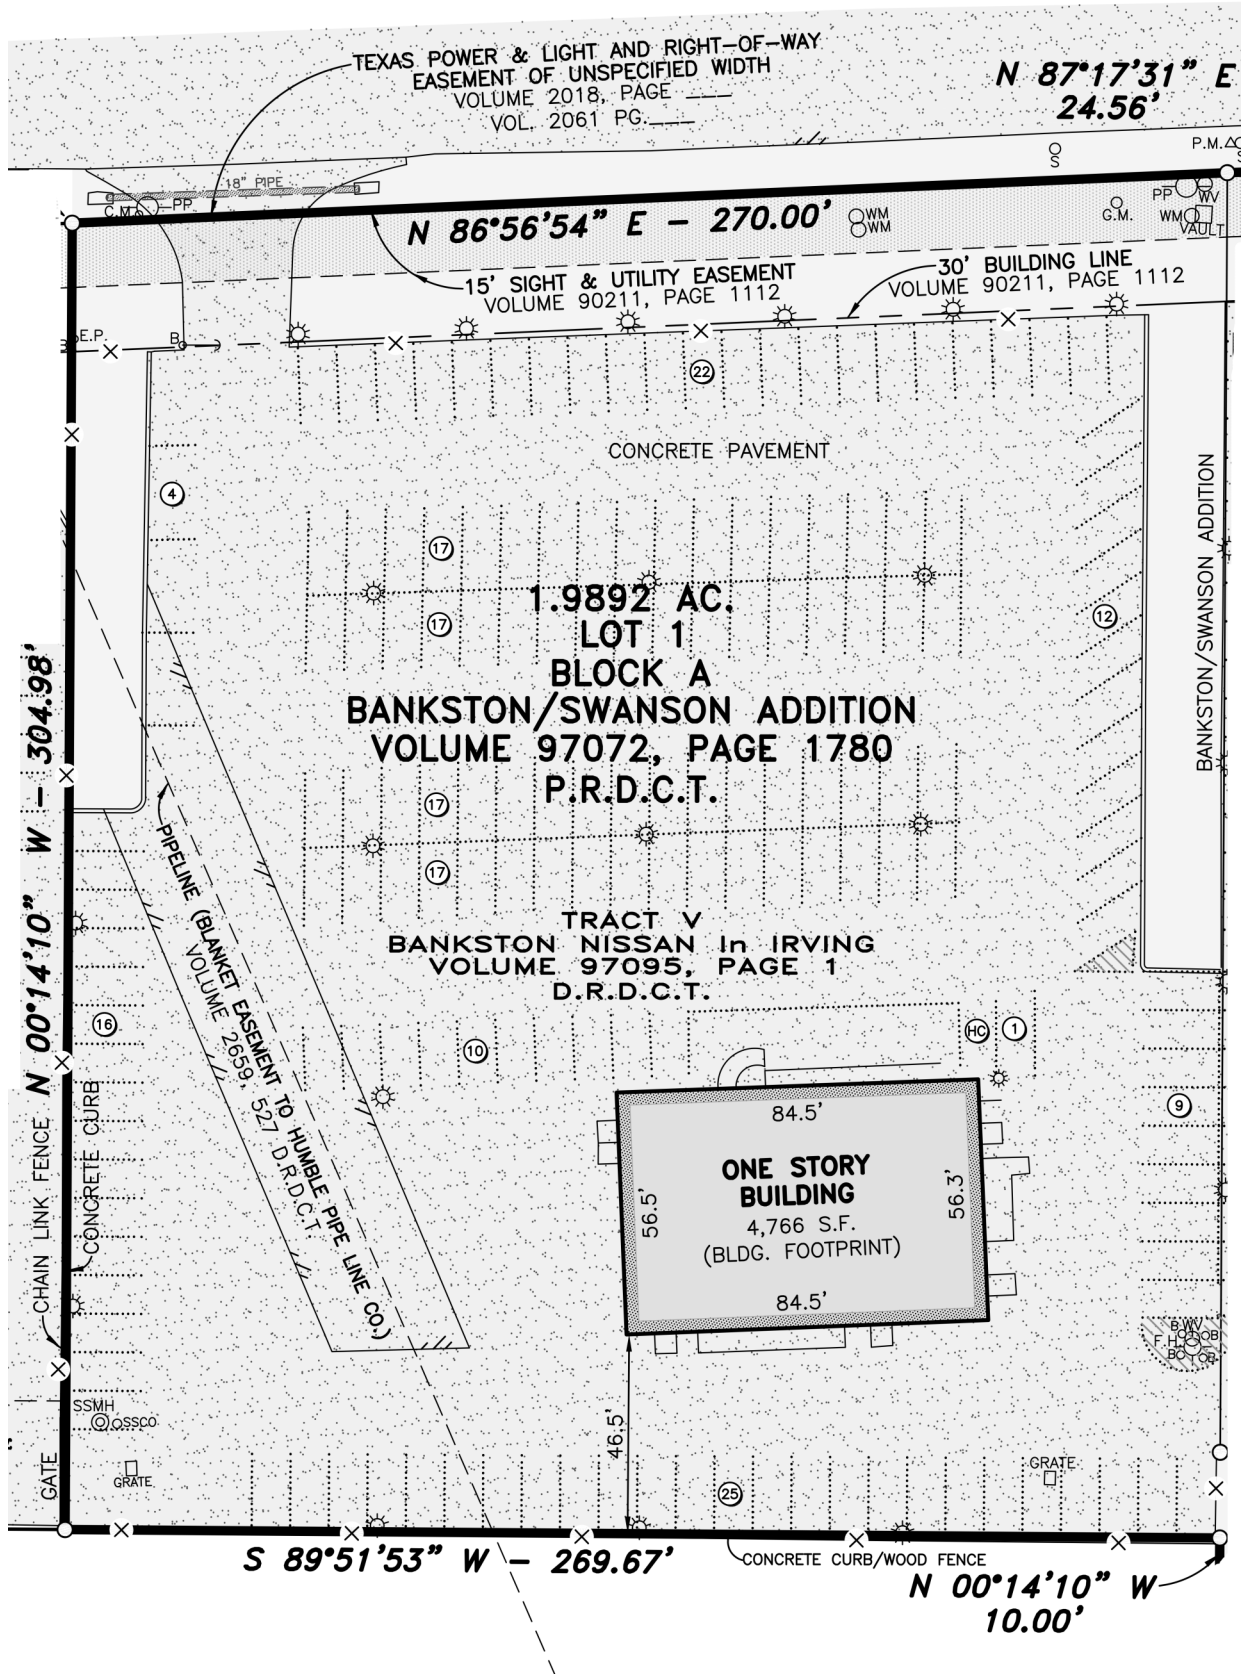 TEXAS POWER & LIGHT AND RIGHT-OF-WAY
EASEMENT OF UNSPECIFIED WIDTH
VOLUME 2018, PAGE ___
VOL. 2061 PG.___
N 87°17'31" E
24.56'
S
P.M.
18" PIPE
C.M.
PP
N 86°56'54" E - 270.00'
WM
WM
G.M.
PP
WV
WM
VAULT
15' SIGHT & UTILITY EASEMENT
VOLUME 90211, PAGE 1112
30' BUILDING LINE
VOLUME 90211, PAGE 1112
E.P.
B
22
CONCRETE PAVEMENT
4
17
17
12
BANKSTON/SWANSON ADDITION
1.9892 AC.
LOT 1
BLOCK A
BANKSTON/SWANSON ADDITION
VOLUME 97072, PAGE 1780
P.R.D.C.T.
17
17
N 00°14'10" W - 304.98'
PIPELINE (BLANKET EASEMENT TO HUMBLE PIPE LINE CO.)
VOLUME 2659, 527 D.R.D.C.T.
TRACT V
BANKSTON NISSAN In IRVING
VOLUME 97095, PAGE 1
D.R.D.C.T.
16
10
HC
1
9
CHAIN LINK FENCE
CONCRETE CURB
84.5'
ONE STORY
BUILDING
4,766 S.F.
(BLDG. FOOTPRINT)
56.5'
56.3'
84.5'
B
WV
F.H.
B
B
B
46.5'
SSMH
SSCO
GATE
GRATE
GRATE
25
S 89°51'53" W - 269.67'
CONCRETE CURB/WOOD FENCE
N 00°14'10" W
10.00'